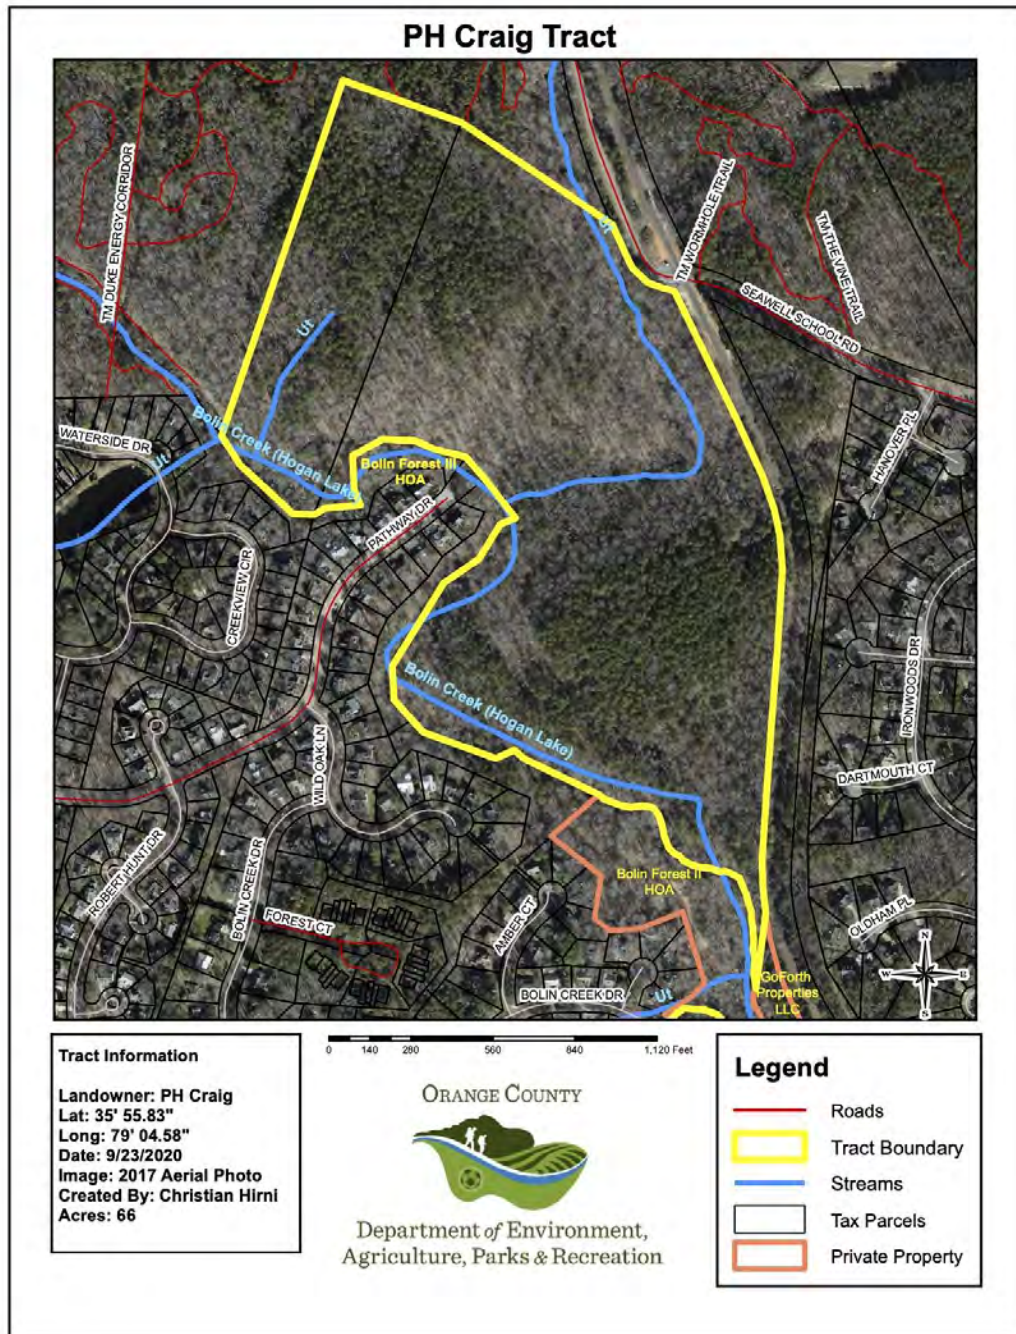 PH Craig Tract
TM DUKE ENERGY CORRIDOR
TM WORMHOLE TRAIL
TM THE VINE TRAIL
SEAWELL SCHOOL RD
Ut
Ut
HANOVER PL
WATERSIDE DR
Ut
Bolin Creek (Hogan Lake)
Bolin Forest III
HOA
PATHWAY DR
CREEKVIEW CIR
IRONWOODS DR
Bolin Creek (Hogan Lake)
WILD OAK LN
DARTMOUTH CT
ROBERT HUNT DR
BOLIN CREEK DR
Bolin Forest II
HOA
FOREST CT
AMBER CT
OLDHAM PL
BOLIN CREEK DR
Ut
GoForth
Properties
LLC
N
W E
S
Tract Information
Landowner: PH Craig
Lat: 35' 55.83"
Long: 79' 04.58"
Date: 9/23/2020
Image: 2017 Aerial Photo
Created By: Christian Hirni
Acres: 66
0 140 280 560 840 1,120 Feet
ORANGE COUNTY
Department of Environment,
Agriculture, Parks & Recreation
Legend
Roads
Tract Boundary
Streams
Tax Parcels
Private Property